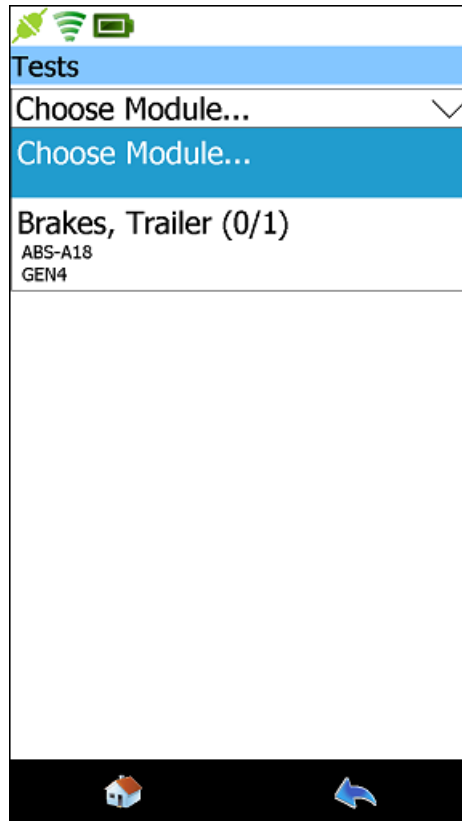 Tests
Choose Module...
Choose Module...
Brakes, Trailer (0/1)
ABS-A18
GEN4